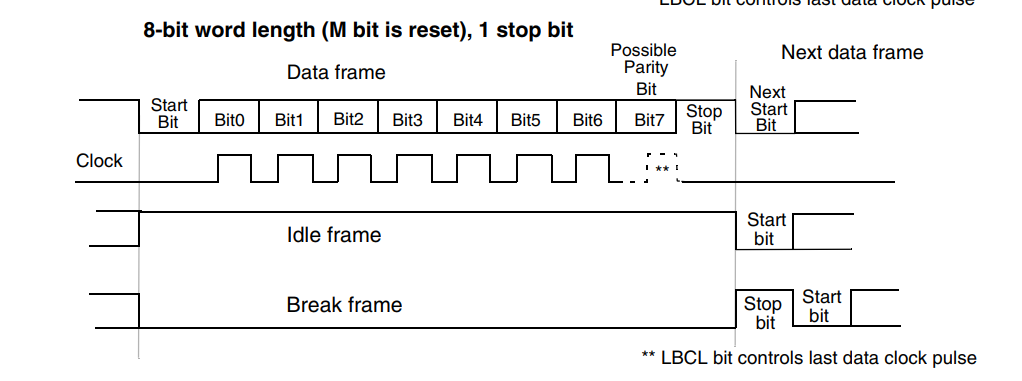 LBCL bit controls last data clock pulse
8-bit word length (M bit is reset), 1 stop bit
Possible
Parity
Bit
Next data frame
Data frame
Start
Bit
Bit0
Bit1
Bit2
Bit3
Bit4
Bit5
Bit6
Bit7
Stop
Bit
Next
Start
Bit
Clock
**
Idle frame
Start
bit
Break frame
Stop
bit
Start
bit
** LBCL bit controls last data clock pulse